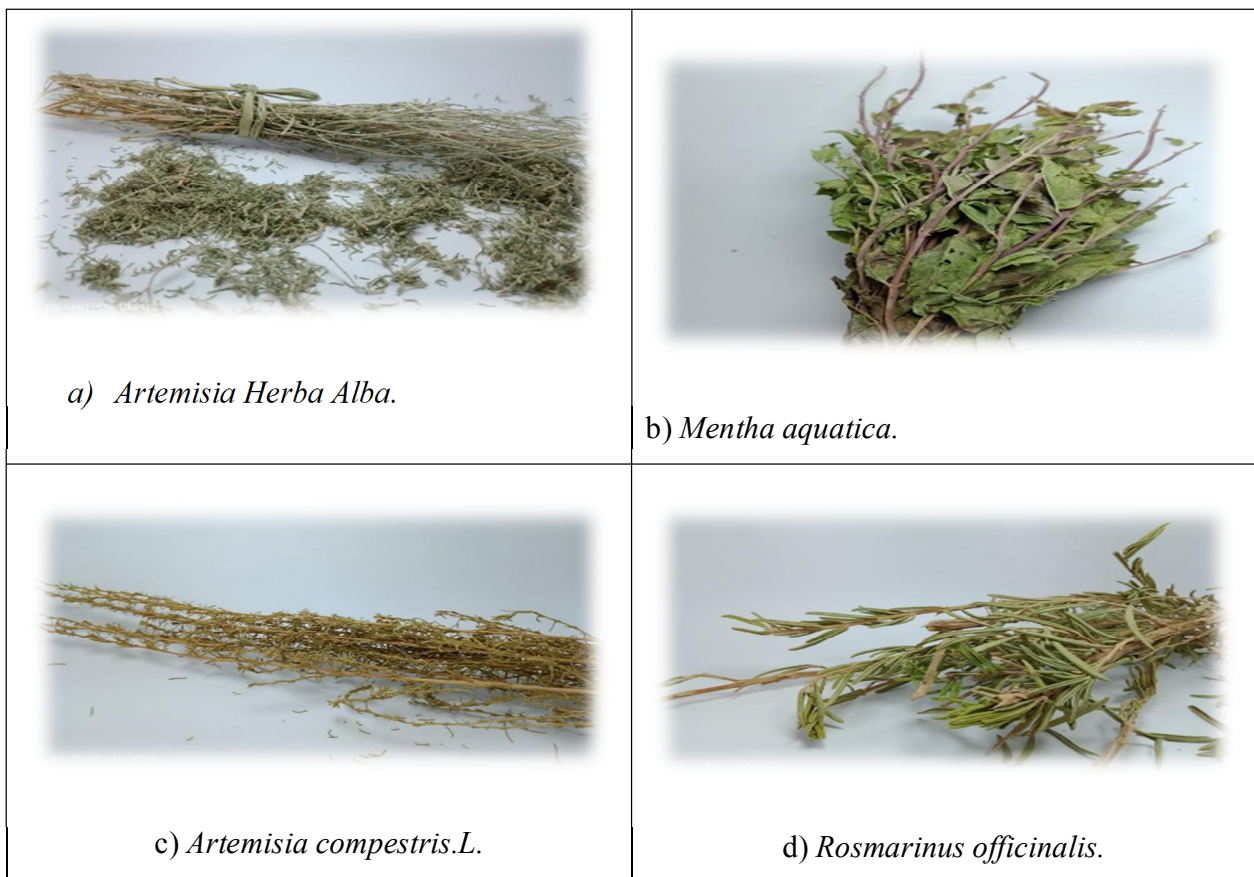 a) Artemisia Herba Alba.
b) Mentha aquatica.
c) Artemisia compestris.L.
d) Rosmarinus officinalis.